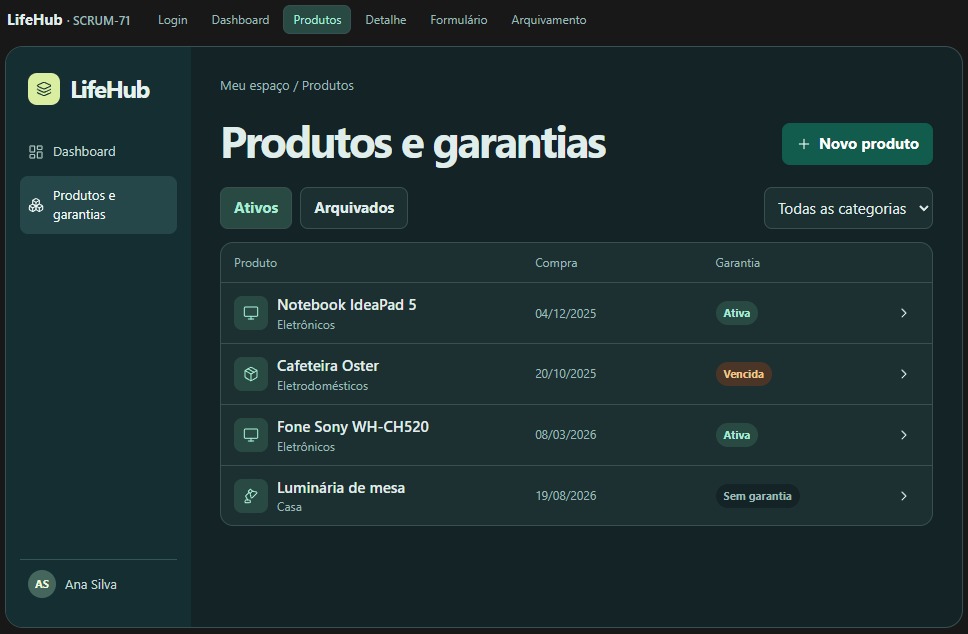 LifeHub · SCRUM-71 Login Dashboard Produtos Detalhe Formulário Arquivamento
LifeHub
Dashboard
Produtos e
garantias
AS Ana Silva
Meu espaço / Produtos
Produtos e garantias
+ Novo produto
Ativos Arquivados Todas as categorias
Produto Compra Garantia
Notebook IdeaPad 5
Eletrônicos
04/12/2025
Ativa
Cafeteira Oster
Eletrodomésticos
20/10/2025
Vencida
Fone Sony WH-CH520
Eletrônicos
08/03/2026
Ativa
Luminária de mesa
Casa
19/08/2026
Sem garantia